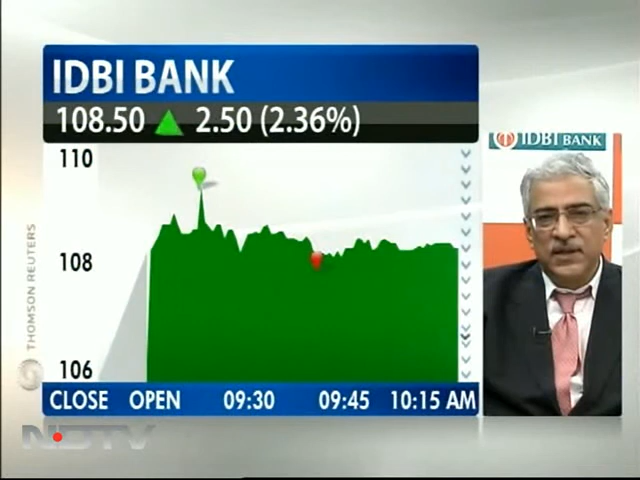 IDBI BANK
108.50 ▲ 2.50 (2.36%)
110
108
106
CLOSE OPEN 09:30 09:45 10:15 AM
THOMSON REUTERS
IDBI BANK
NDTV